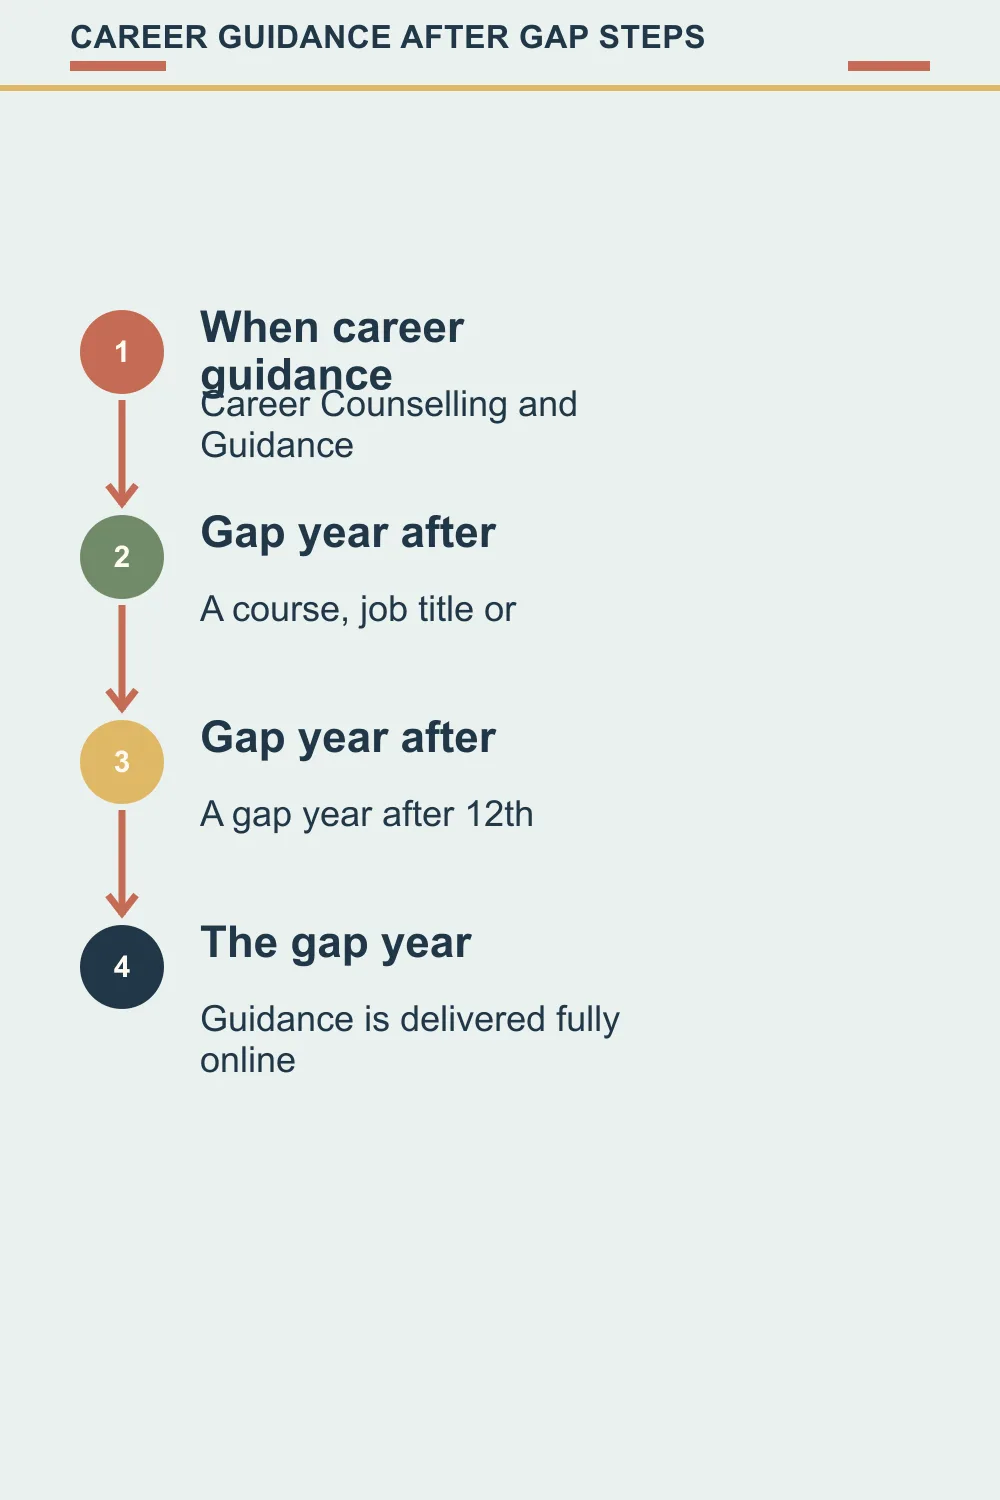 CAREER GUIDANCE AFTER GAP STEPS
1
When career
guidance
Career Counselling and
Guidance
2
Gap year after
A course, job title or
3
Gap year after
A gap year after 12th
4
The gap year
Guidance is delivered fully
online